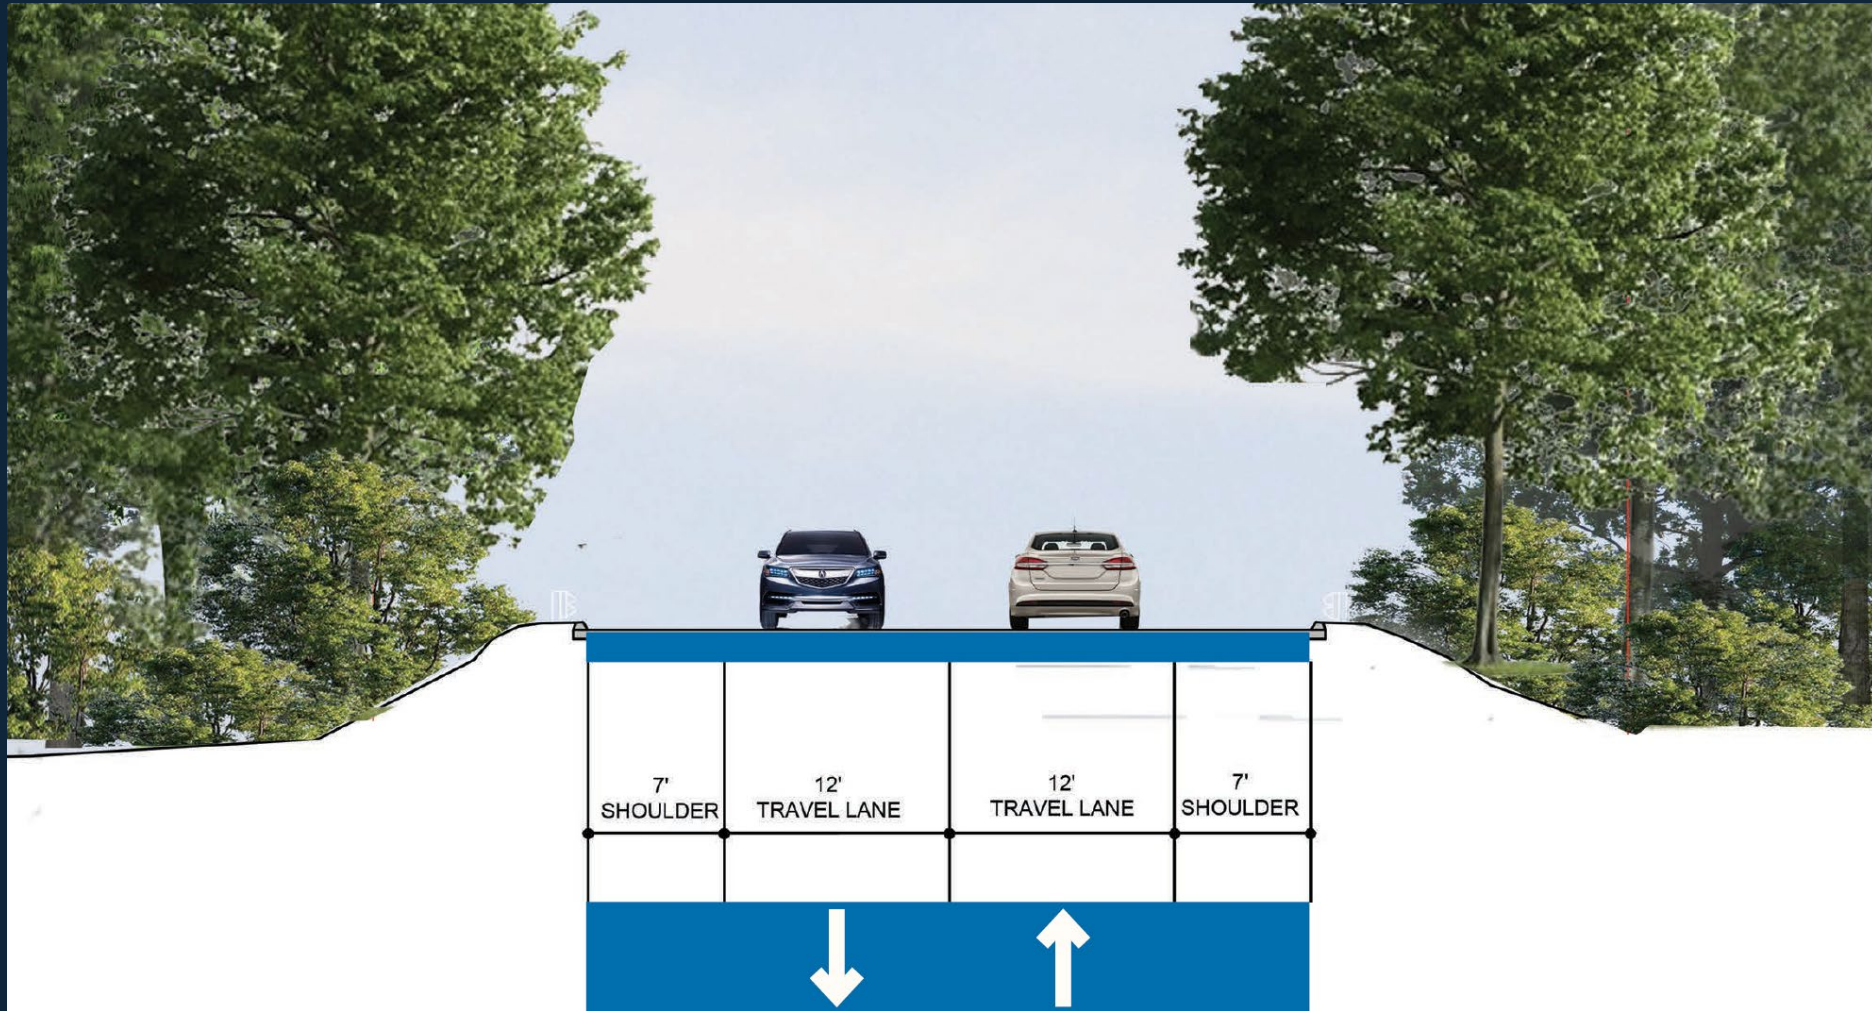 7'
SHOULDER
12'
TRAVEL LANE
12'
TRAVEL LANE
7'
SHOULDER